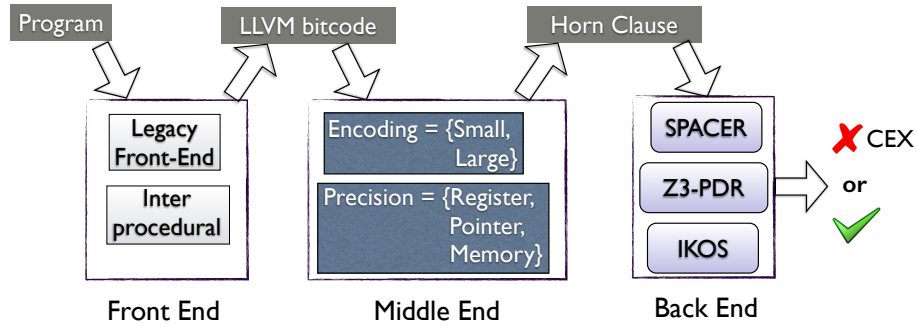 Program
LLVM bitcode
Horn Clause
Legacy
Front-End
Inter
procedural
Encoding = {Small,
Large}
Precision = {Register,
Pointer,
Memory}
SPACER
Z3-PDR
IKOS
CEX
or
Front End
Middle End
Back End